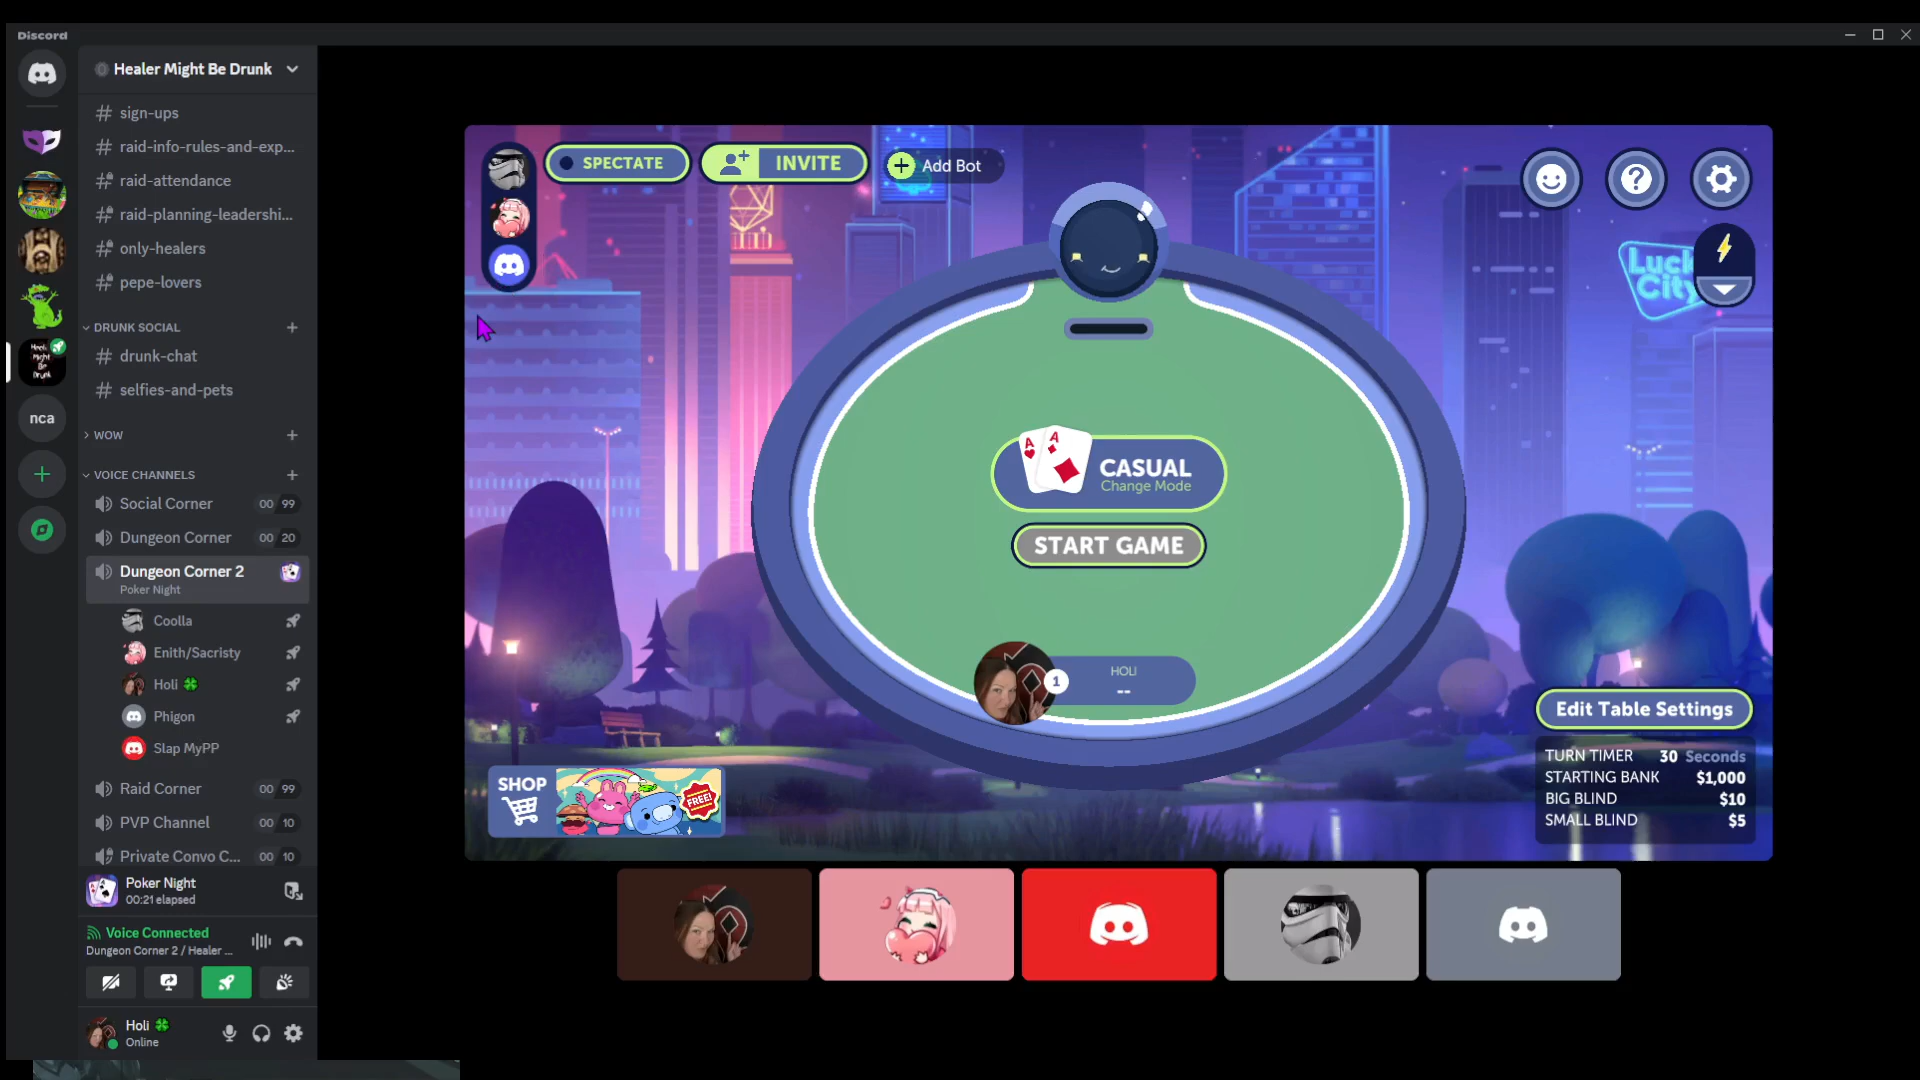 Discord
Healer Might Be Drunk
sign-ups
raid-info-rules-and-exp...
raid-attendance
raid-planning-leadershi...
only-healers
pepe-lovers
DRUNK SOCIAL
drunk-chat
selfies-and-pets
nca
WOW
VOICE CHANNELS
Social Corner 00 99
Dungeon Corner 00 20
Dungeon Corner 2
Poker Night
Coolla
Enith/Sacristy
Holi
Phigon
Slap MyPP
Raid Corner 00 99
PVP Channel 00 10
Private Convo C... 00 10
Poker Night
00:21 elapsed
Voice Connected
Dungeon Corner 2 / Healer ...
Holi
Online
SPECTATE
INVITE
Add Bot
Luck
City
A
A
CASUAL
Change Mode
START GAME
1
HOLI
--
SHOP
FREE!
Edit Table Settings
TURN TIMER 30 Seconds
STARTING BANK $1,000
BIG BLIND $10
SMALL BLIND $5